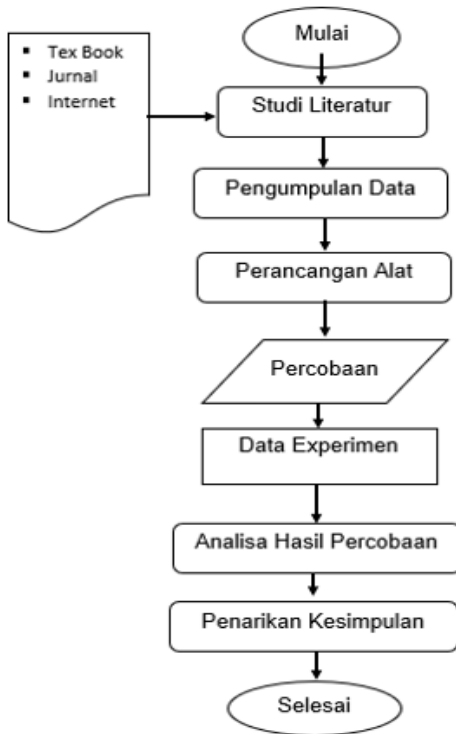 Mulai
Tex Book
Jurnal
Internet
Studi Literatur
Pengumpulan Data
Perancangan Alat
Percobaan
Data Experimen
Analisa Hasil Percobaan
Penarikan Kesimpulan
Selesai